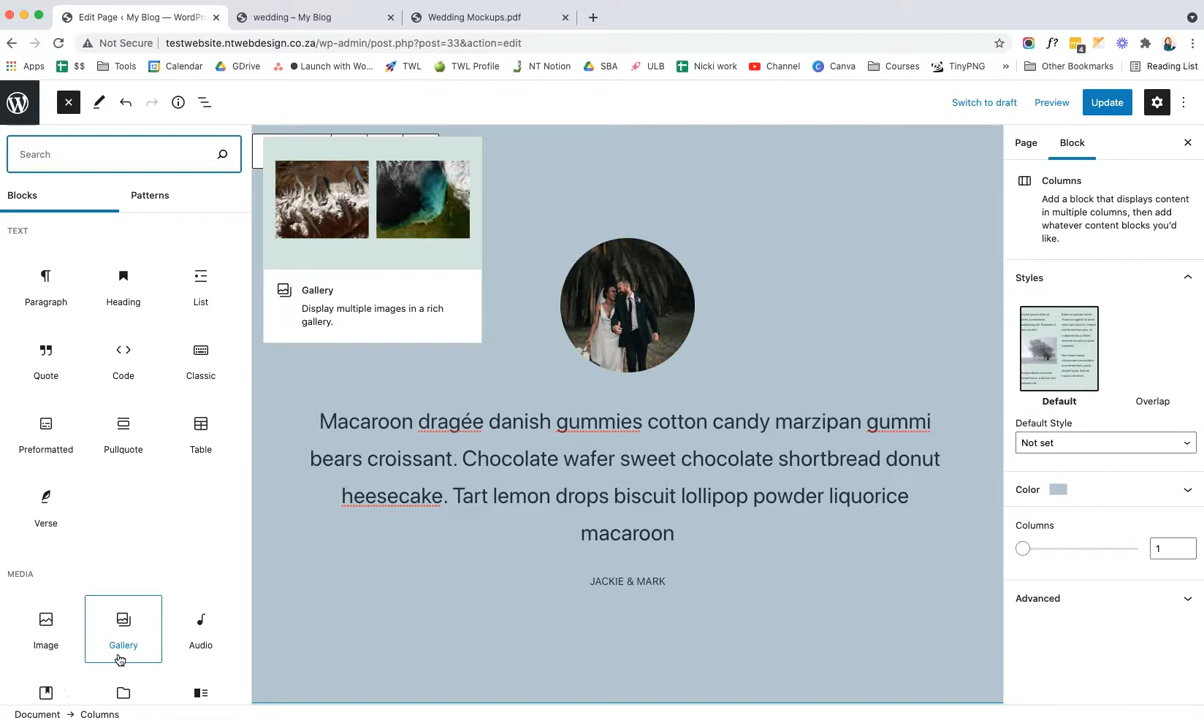 Edit Page ‹ My Blog — WordPr
wedding – My Blog
Wedding Mockups.pdf
Not Secure
testwebsite.ntwebdesign.co.za/wp-admin/post.php?post=33&action=edit
4
f?
Apps
$$
Tools
12
Calendar
GDrive
Launch with Wo...
TWL
TWL Profile
NT Notion
SBA
ULB
Nicki work
Channel
Canva
Courses
TinyPNG
»
Other Bookmarks
Reading List
Switch to draft
Preview
Update
Search
Blocks
Patterns
TEXT
Paragraph
Heading
List
Quote
Code
Classic
Preformatted
Pullquote
Table
Verse
MEDIA
Image
Gallery
Audio
Document → Columns
Gallery
Display multiple images in a rich
gallery.
Macaroon dragée danish gummies cotton candy marzipan gummi
bears croissant. Chocolate wafer sweet chocolate shortbread donut
heesecake. Tart lemon drops biscuit lollipop powder liquorice
macaroon
JACKIE & MARK
Page
Block
Columns
Add a block that displays content
in multiple columns, then add
whatever content blocks you'd
like.
Styles
Default
Overlap
Default Style
Not set
Color
Columns
1
Advanced